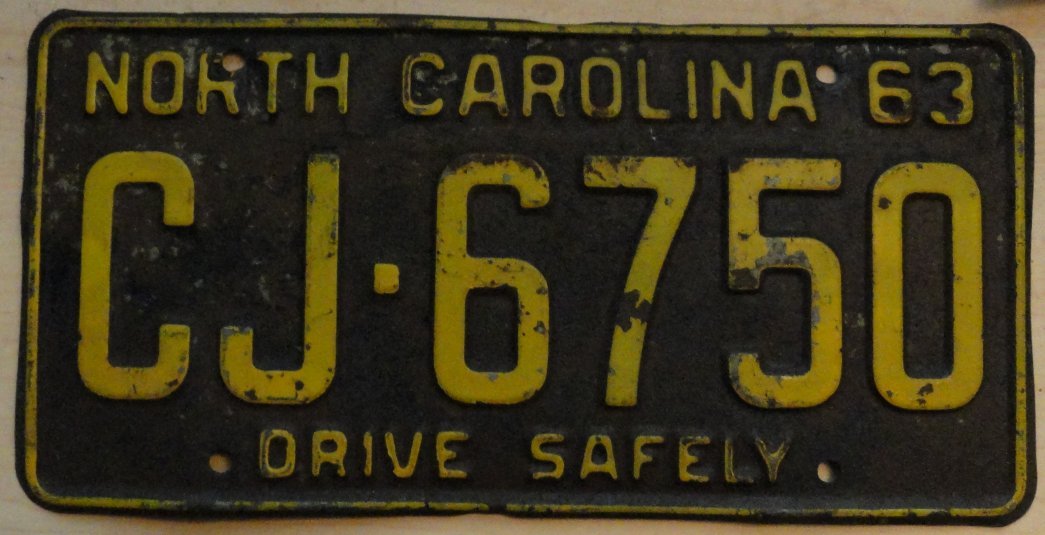 NORTH CAROLINA 63
CJ·6750
DRIVE SAFELY